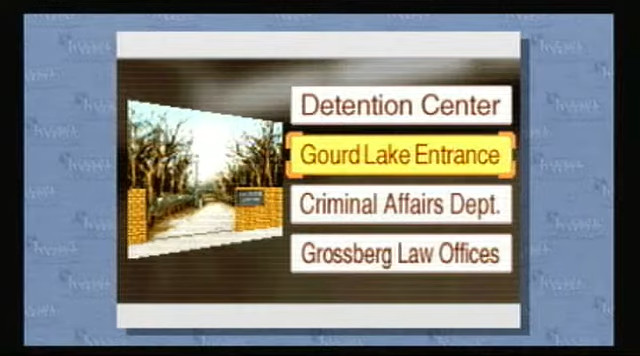 Detention Center
Gourd Lake Entrance
Criminal Affairs Dept.
Grossberg Law Offices